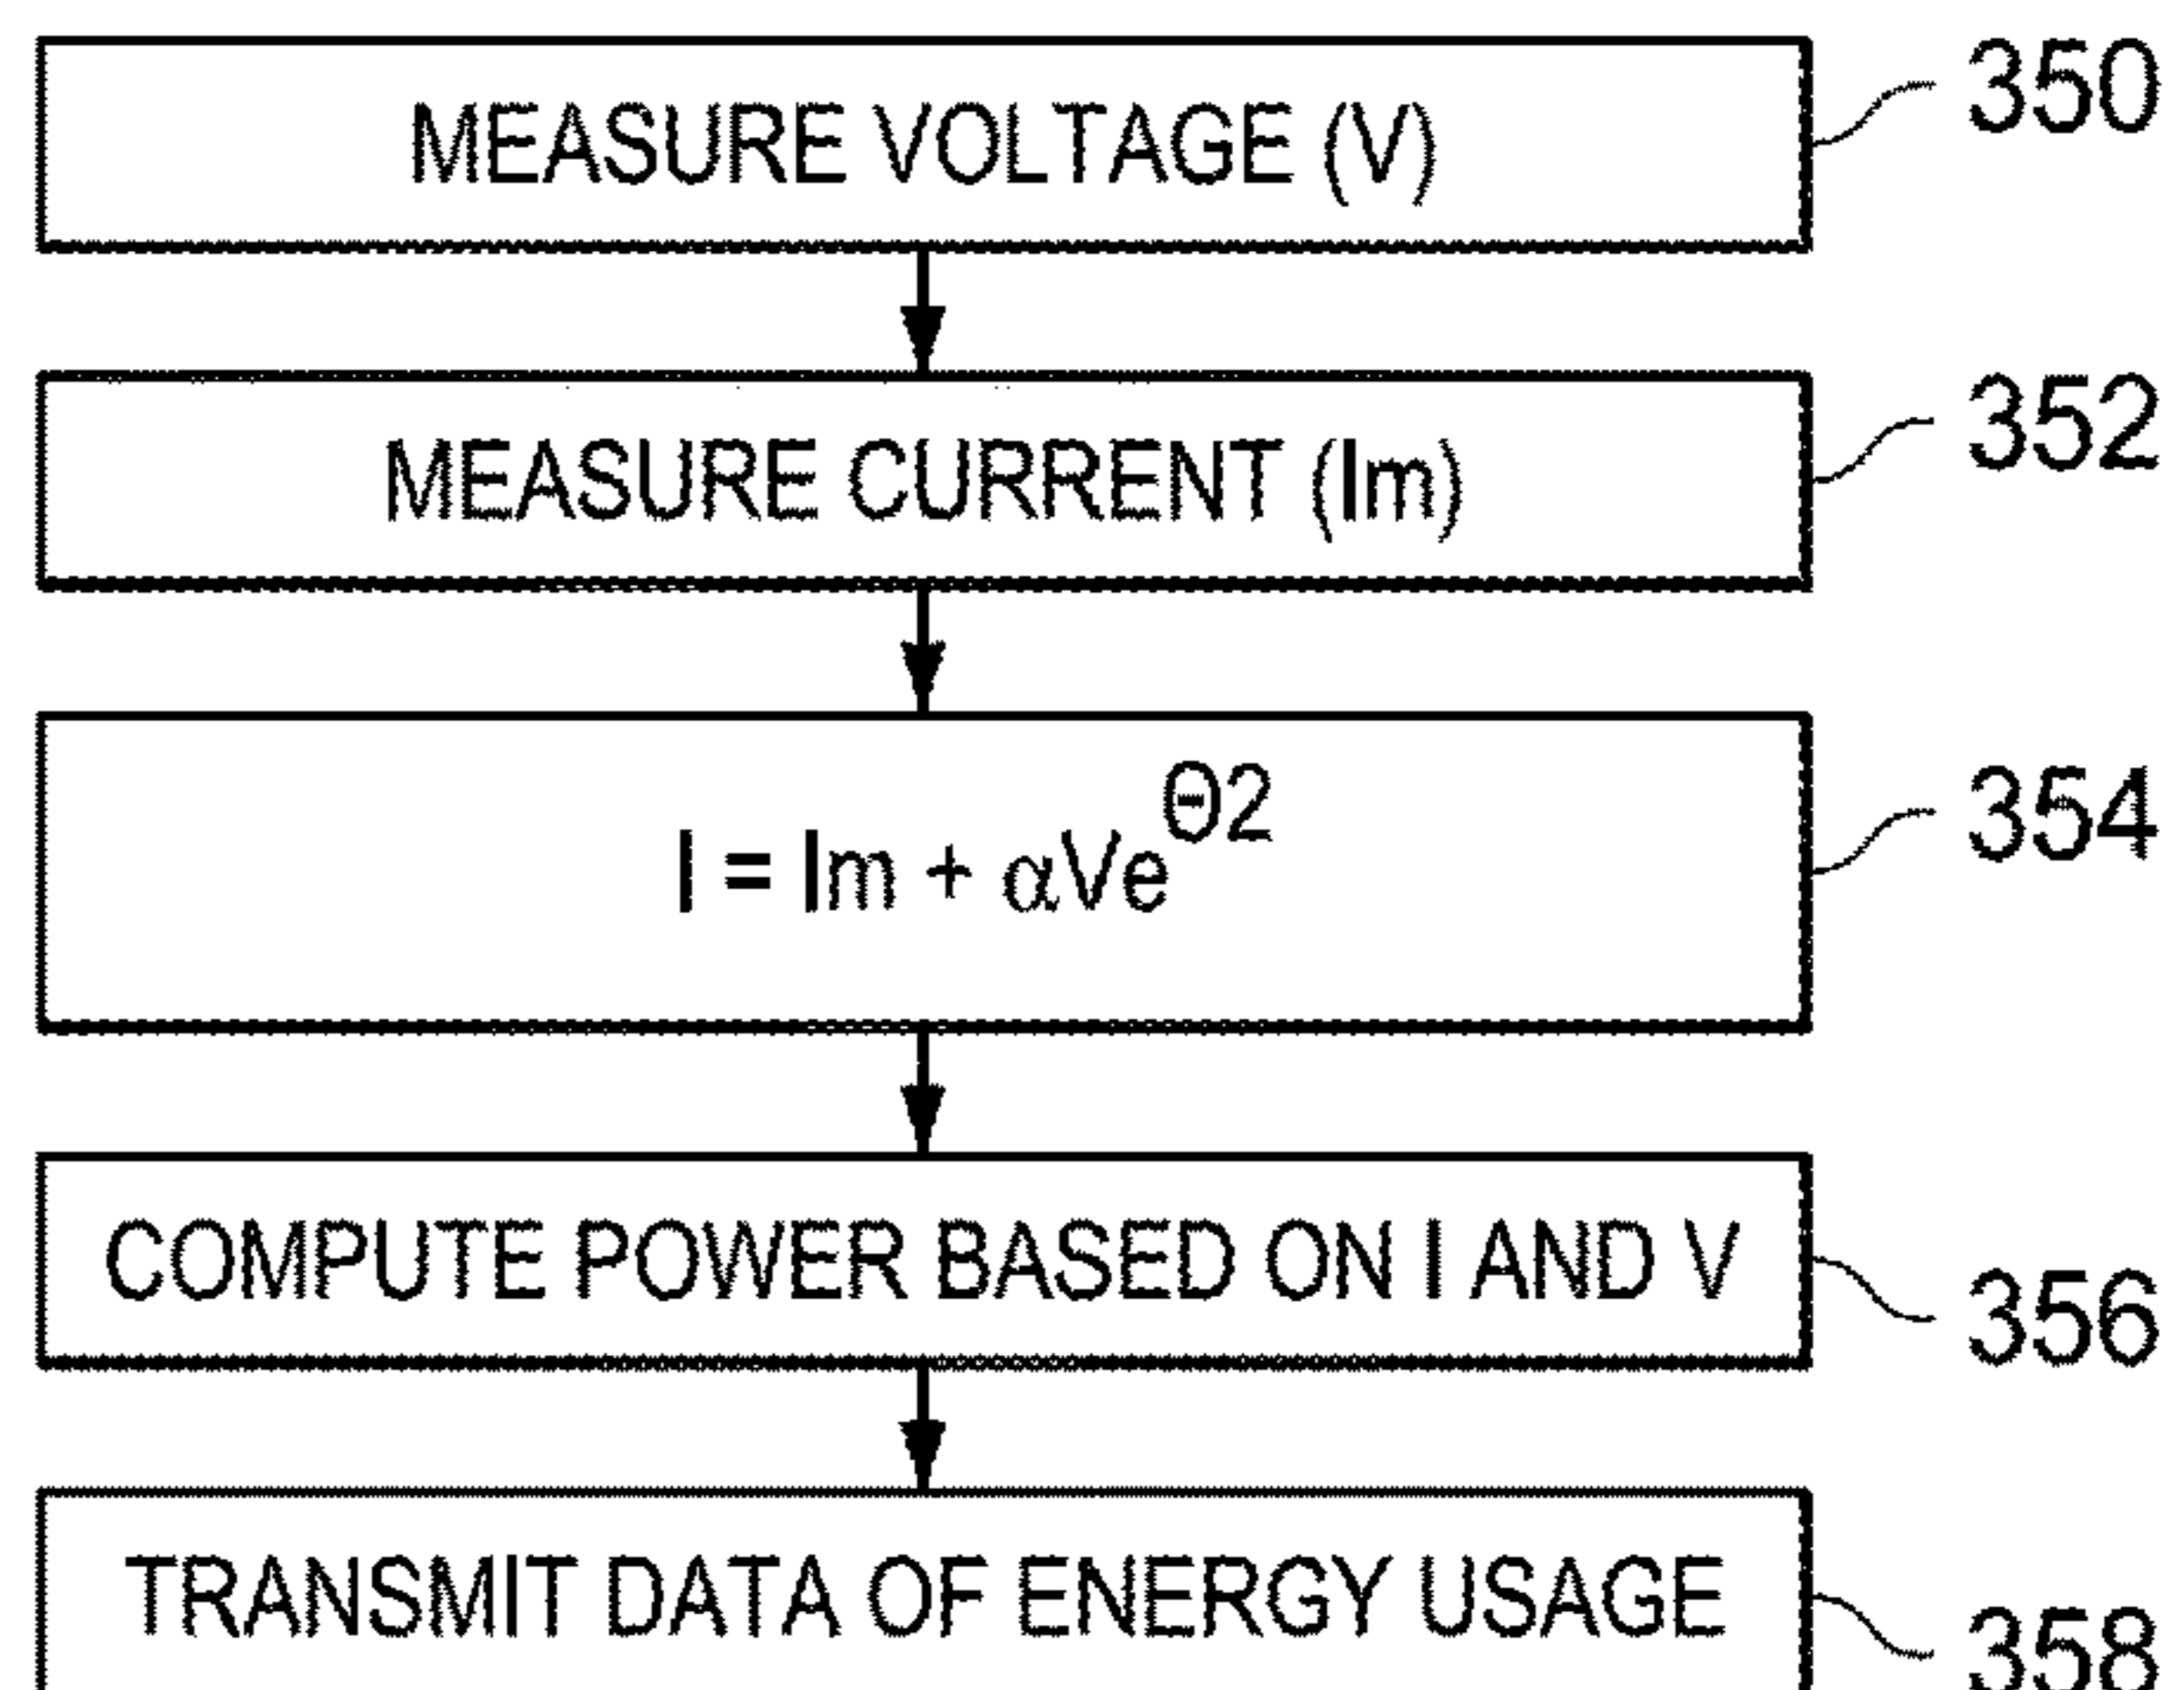 MEASURE VOLTAGE (V) 350
MEASURE CURRENT (Im) 352
I = Im + αVe^Θ2 354
COMPUTE POWER BASED ON I AND V 356
TRANSMIT DATA OF ENERGY USAGE 358